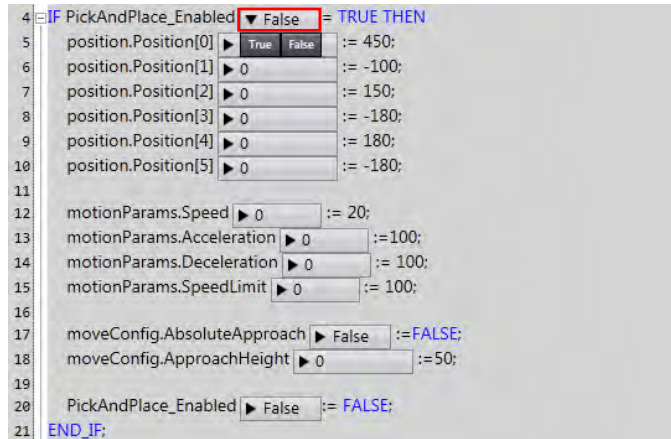 4 IF PickAndPlace_Enabled ▼ False = TRUE THEN
5 position.Position[0] ▶ True False := 450;
6 position.Position[1] ▶ 0 := -100;
7 position.Position[2] ▶ 0 := 150;
8 position.Position[3] ▶ 0 := -180;
9 position.Position[4] ▶ 0 := 180;
10 position.Position[5] ▶ 0 := -180;
11
12 motionParams.Speed ▶ 0 := 20;
13 motionParams.Acceleration ▶ 0 :=100;
14 motionParams.Deceleration ▶ 0 := 100;
15 motionParams.SpeedLimit ▶ 0 := 100;
16
17 moveConfig.AbsoluteApproach ▶ False :=FALSE;
18 moveConfig.ApproachHeight ▶ 0 :=50;
19
20 PickAndPlace_Enabled ▶ False := FALSE;
21 END_IF;